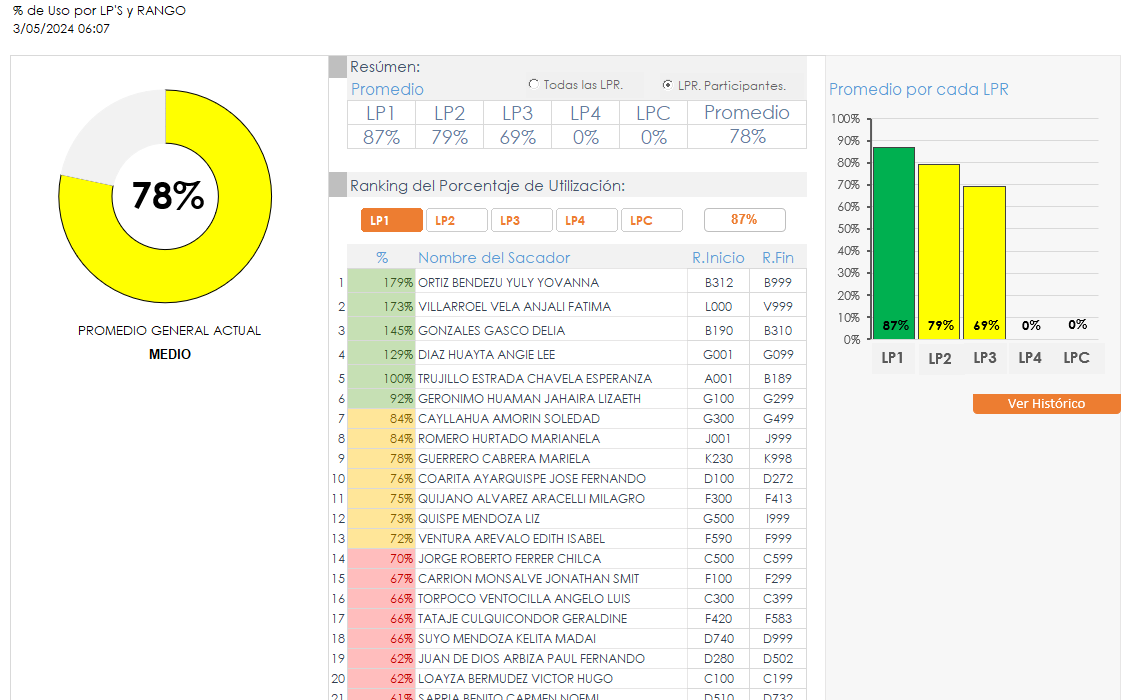 % de Uso por LP'S y RANGO
3/05/2024 06:07
78%
PROMEDIO GENERAL ACTUAL
MEDIO
Resúmen:
Promedio
Todas las LPR.
LPR. Participantes.
LP1 LP2 LP3 LP4 LPC Promedio
87% 79% 69% 0% 0% 78%
Ranking del Porcentaje de Utilización:
LP1 LP2 LP3 LP4 LPC 87%
% Nombre del Sacador R.Inicio R.Fin
1 179% ORTIZ BENDEZU YULY YOVANNA B312 B999
2 173% VILLARROEL VELA ANJALI FATIMA L000 V999
3 145% GONZALES GASCO DELIA B190 B310
4 129% DIAZ HUAYTA ANGIE LEE G001 G099
5 100% TRUJILLO ESTRADA CHAVELA ESPERANZA A001 B189
6 92% GERONIMO HUAMAN JAHAIRA LIZAETH G100 G299
7 84% CAYLLAHUA AMORIN SOLEDAD G300 G499
8 84% ROMERO HURTADO MARIANELA J001 J999
9 78% GUERRERO CABRERA MARIELA K230 K998
10 76% COARITA AYARQUISPE JOSE FERNANDO D100 D272
11 75% QUIJANO ALVAREZ ARACELLI MILAGRO F300 F413
12 73% QUISPE MENDOZA LIZ G500 I999
13 72% VENTURA AREVALO EDITH ISABEL F590 F999
14 70% JORGE ROBERTO FERRER CHILCA C500 C599
15 67% CARRION MONSALVE JONATHAN SMIT F100 F299
16 66% TORPOCO VENTOCILLA ANGELO LUIS C300 C399
17 66% TATAJE CULQUICONDOR GERALDINE F420 F583
18 66% SUYO MENDOZA KELITA MADAI D740 D999
19 62% JUAN DE DIOS ARBIZA PAUL FERNANDO D280 D502
20 62% LOAYZA BERMUDEZ VICTOR HUGO C100 C199
21 61% SARRIA BENITO CARMEN NOEMI D510 D732
Promedio por cada LPR
100%
90%
80%
70%
60%
50%
40%
30%
20%
10%
0%
87% 79% 69% 0% 0%
LP1 LP2 LP3 LP4 LPC
Ver Histórico